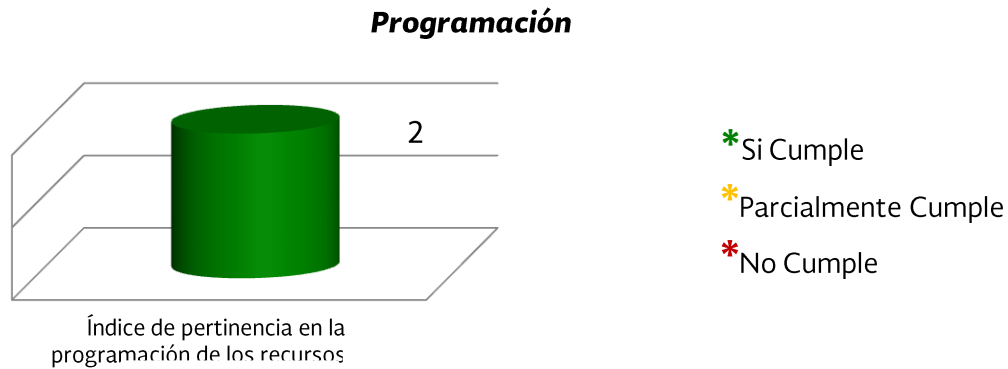 Programación
2
*Si Cumple
*Parcialmente Cumple
*No Cumple
Índice de pertinencia en la
programación de los recursos